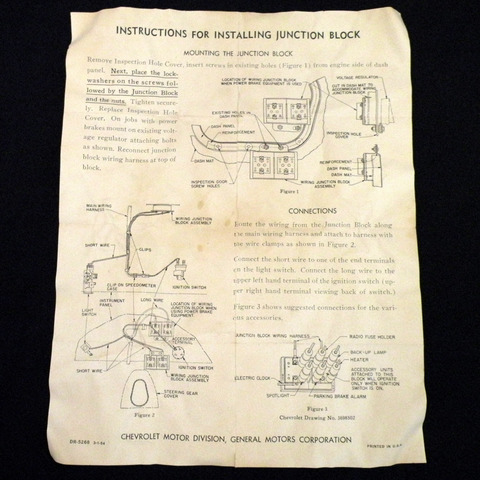 INSTRUCTIONS FOR INSTALLING JUNCTION BLOCK
MOUNTING THE JUNCTION BLOCK
Remove Inspection Hole Cover, insert screws in existing holes (Figure 1) from engine side of dash
panel. Next, place the lock-
washers on the screws fol-
lowed by the Junction Block
and the nuts. Tighten secure-
ly. Replace Inspection Hole
Cover. On jobs with power
brakes mount on existing volt-
age regulator attaching bolts
as shown. Reconnect junction
block wiring harness at top of
block.
LOCATION OF WIRING JUNCTION BLOCK
WHEN POWER BRAKE EQUIPMENT IS USED
EXISTING HOLES IN
DASH PANEL
DASH PANEL
REINFORCEMENT
DASH MAT
INSPECTION DOOR
SCREW HOLES
WIRING JUNCTION BLOCK
ASSEMBLY
Figure 1
VOLTAGE REGULATOR
CUT IN DASH MAT TO
ACCOMMODATE WIRING
JUNCTION BLOCK
INSPECTION HOLE
COVER
REINFORCEMENT
DASH PANEL
DASH MAT
MAIN WIRING
HARNESS
WIRING JUNCTION
BLOCK ASSEMBLY
SHORT WIRE
CLIPS
CLIP ON SPEEDOMETER
CASE
IGNITION SWITCH
LIGHT
SWITCH
INSTRUMENT
PANEL
LONG WIRE
LOCATION OF WIRING
JUNCTION BLOCK WHEN
USING POWER BRAKE
EQUIPMENT
ACCESSORY
TERMINAL
IGNITION SWITCH
SHORT WIRE
WIRING JUNCTION
BLOCK ASSEMBLY
STEERING GEAR
COVER
Figure 2
CONNECTIONS
Route the wiring from the Junction Block along
the main wiring harness and attach to harness with
the wire clamps as shown in Figure 2.
Connect the short wire to one of the end terminals
on the light switch. Connect the long wire to the
upper left hand terminal of the ignition switch (up-
per right hand terminal viewing back of switch.)
Figure 3 shows suggested connections for the vari-
ous accessories.
JUNCTION BLOCK WIRING HARNESS
RADIO FUSE HOLDER
BACK-UP LAMP
HEATER
ACCESSORY UNITS
ATTACHED TO THIS
BLOCK WILL OPERATE
ONLY WHEN IGNITION
SWITCH IS ON.
ELECTRIC CLOCK
SPOTLIGHT
PARKING BRAKE ALARM
Figure 3
Chevrolet Drawing No.
CHEVROLET MOTOR DIVISION, GENERAL MOTORS CORPORATION
PRINTED IN U.S.A.